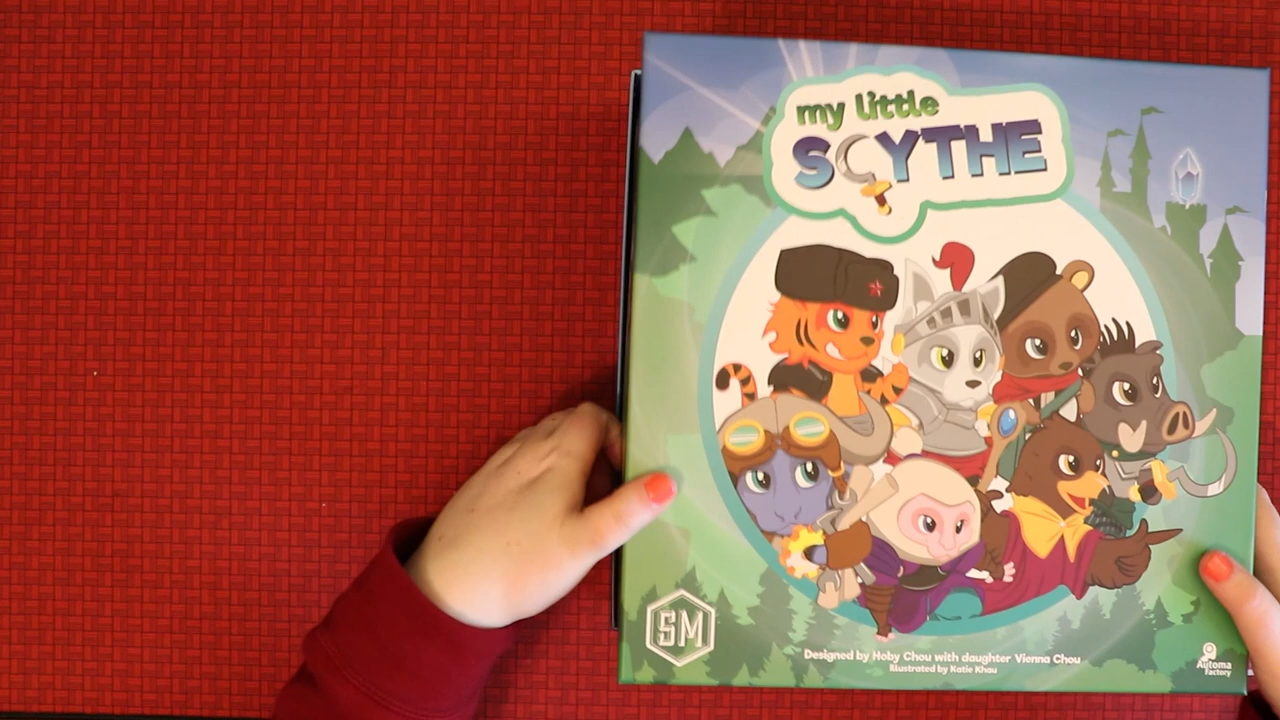 my little
SCYTHE
SM
Designed by Hoby Chou with daughter Vienna Chou
Illustrated by Katie Khau
Automa
Factory